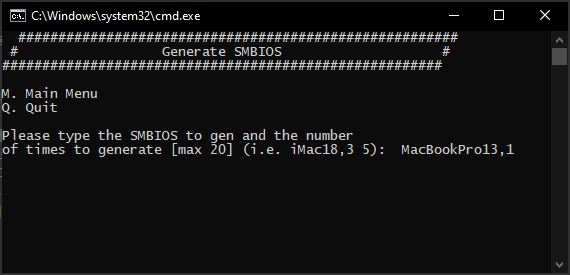 C:\Windows\system32\cmd.exe
#######################################################
# Generate SMBIOS #
#######################################################
M. Main Menu
Q. Quit
Please type the SMBIOS to gen and the number
of times to generate [max 20] (i.e. iMac18,3 5): MacBookPro13,1